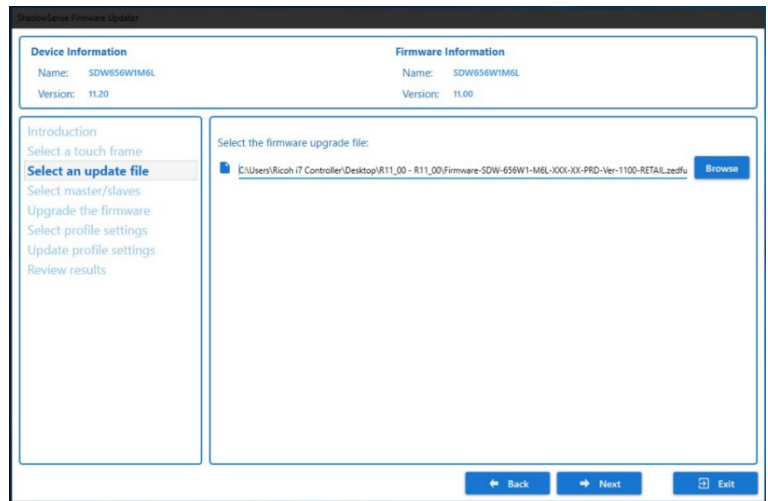 ShadowSense Firmware Updater
Device Information
Name: SDW656W1M6L
Version: 11.20
Firmware Information
Name: SDW656W1M6L
Version: 11.00
Introduction
Select a touch frame
Select an update file
Select master/slaves
Upgrade the firmware
Select profile settings
Update profile settings
Review results
Select the firmware upgrade file:
C:\Users\Ricoh i7 Controller\Desktop\R11_00 - R11_00\Firmware-SDW-656W1-M6L-XXX-XX-PRD-Ver-1100-RETAIL.zedfu
Browse
Back
Next
Exit